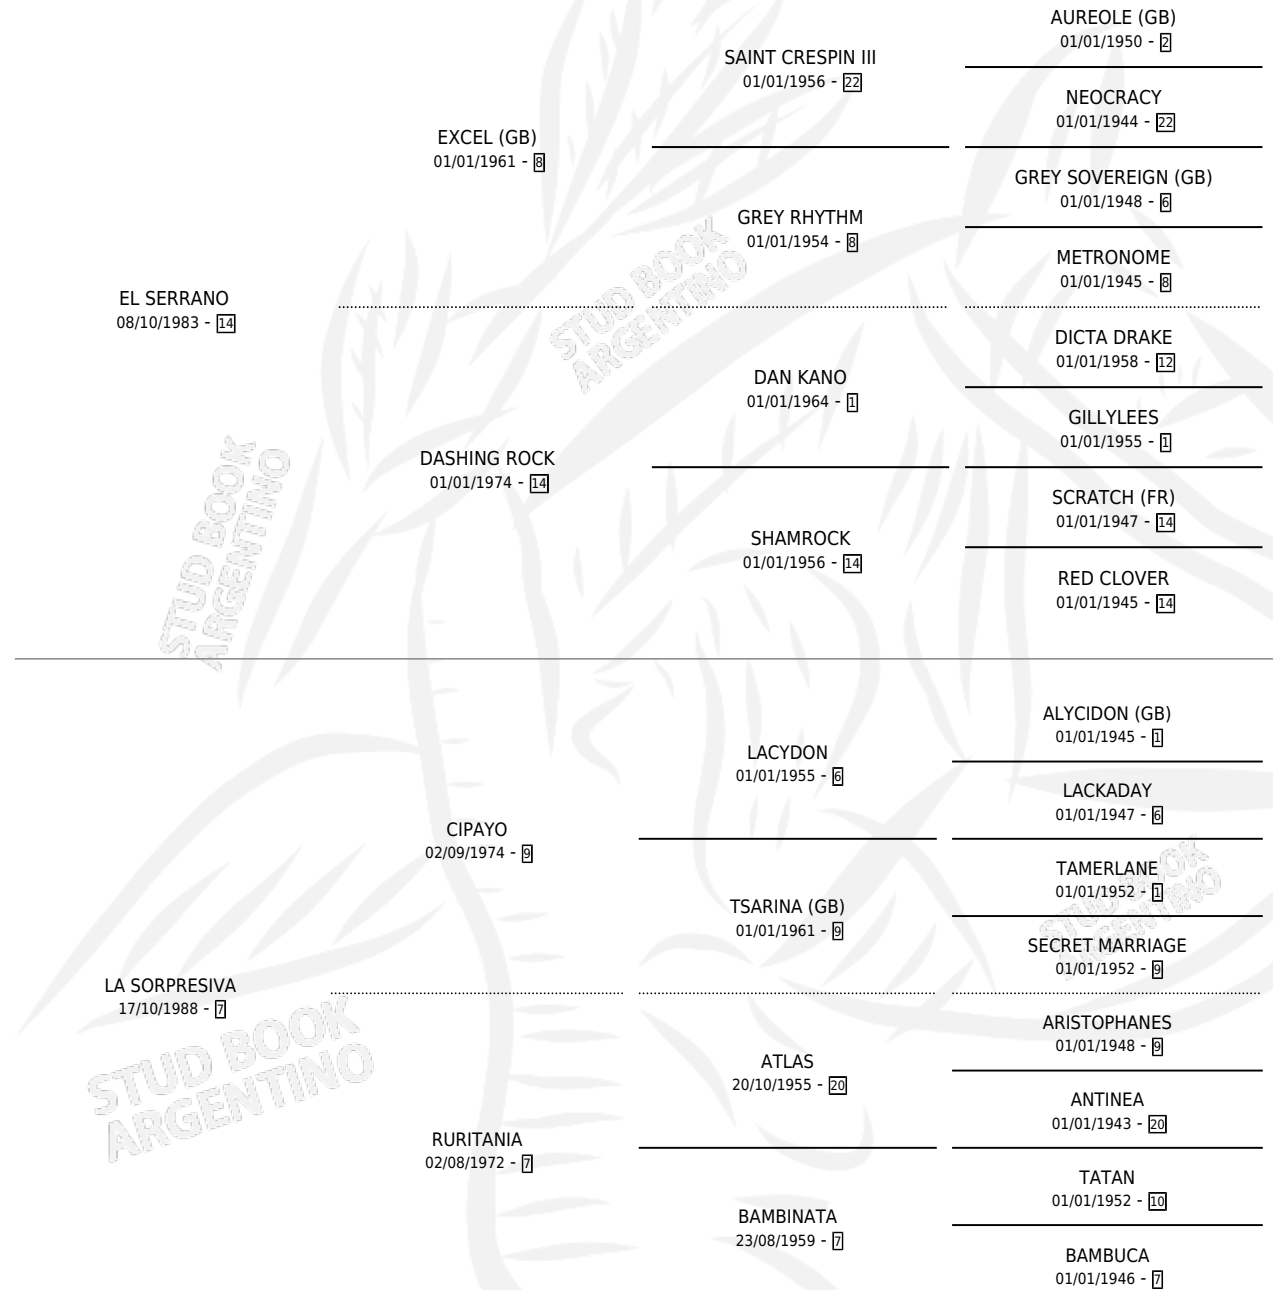 AUREOLE (GB)
01/01/1950 - 2
SAINT CRESPIN III
01/01/1956 - 22
NEOCRACY
01/01/1944 - 22
EXCEL (GB)
01/01/1961 - 8
GREY SOVEREIGN (GB)
01/01/1948 - 6
GREY RHYTHM
01/01/1954 - 8
METRONOME
01/01/1945 - 8
EL SERRANO
08/10/1983 - 14
DICTA DRAKE
01/01/1958 - 12
DAN KANO
01/01/1964 - 1
GILLYLEES
01/01/1955 - 1
DASHING ROCK
01/01/1974 - 14
SCRATCH (FR)
01/01/1947 - 14
SHAMROCK
01/01/1956 - 14
RED CLOVER
01/01/1945 - 14
ALYCIDON (GB)
01/01/1945 - 1
LACYDON
01/01/1955 - 6
LACKADAY
01/01/1947 - 6
CIPAYO
02/09/1974 - 9
TAMERLANE
01/01/1952 - 1
TSARINA (GB)
01/01/1961 - 9
SECRET MARRIAGE
01/01/1952 - 9
LA SORPRESIVA
17/10/1988 - 7
ARISTOPHANES
01/01/1948 - 9
ATLAS
20/10/1955 - 20
ANTINEA
01/01/1943 - 20
RURITANIA
02/08/1972 - 7
TATAN
01/01/1952 - 10
BAMBINATA
23/08/1959 - 7
BAMBUCA
01/01/1946 - 7
STUD BOOK
ARGENTINO
STUD BOOK
ARGENTINO
STUD BOOK
ARGENTINO
STUD BOOK
ARGENTINO